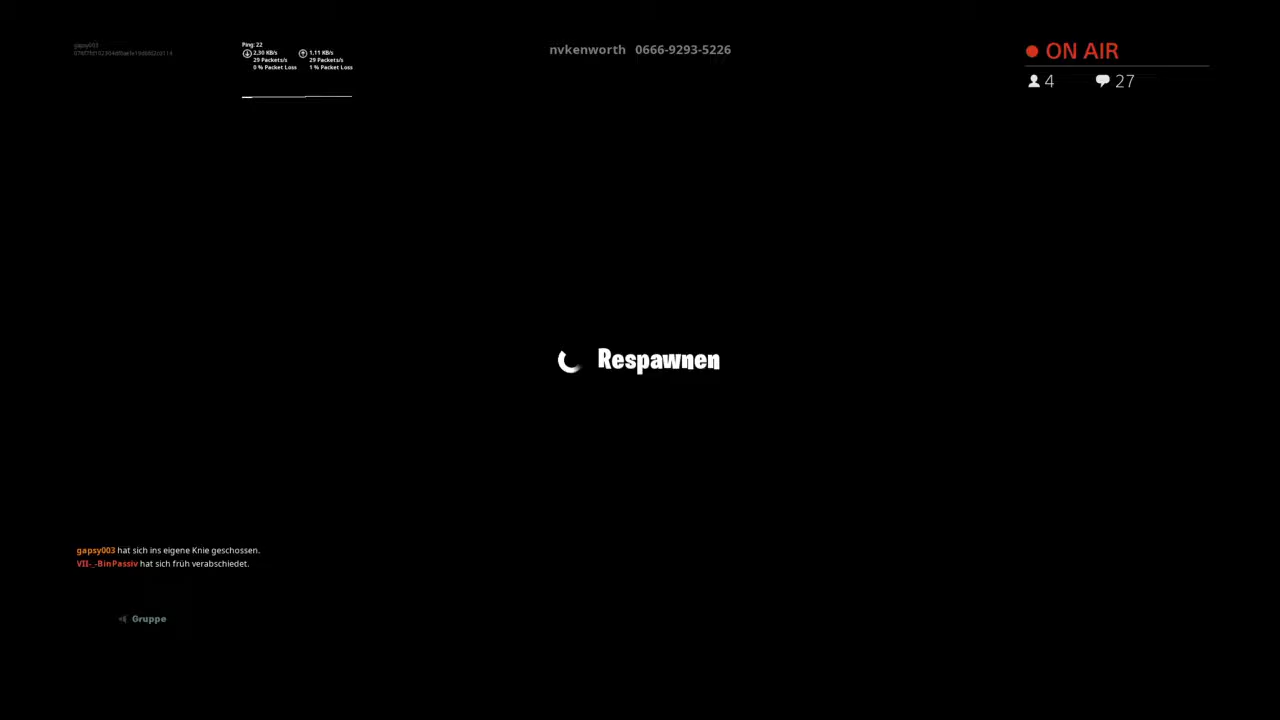 gapsy003
Ping: 22
2,30 KB/s 1,11 KB/s
29 Packets/s 29 Packets/s
0 % Packet Loss 1 % Packet Loss
nvkenworth 0666-9293-5226
ON AIR
4 27
Respawnen
gapsy003 hat sich ins eigene Knie geschossen.
VII-_-BinPassiv hat sich früh verabschiedet.
Gruppe